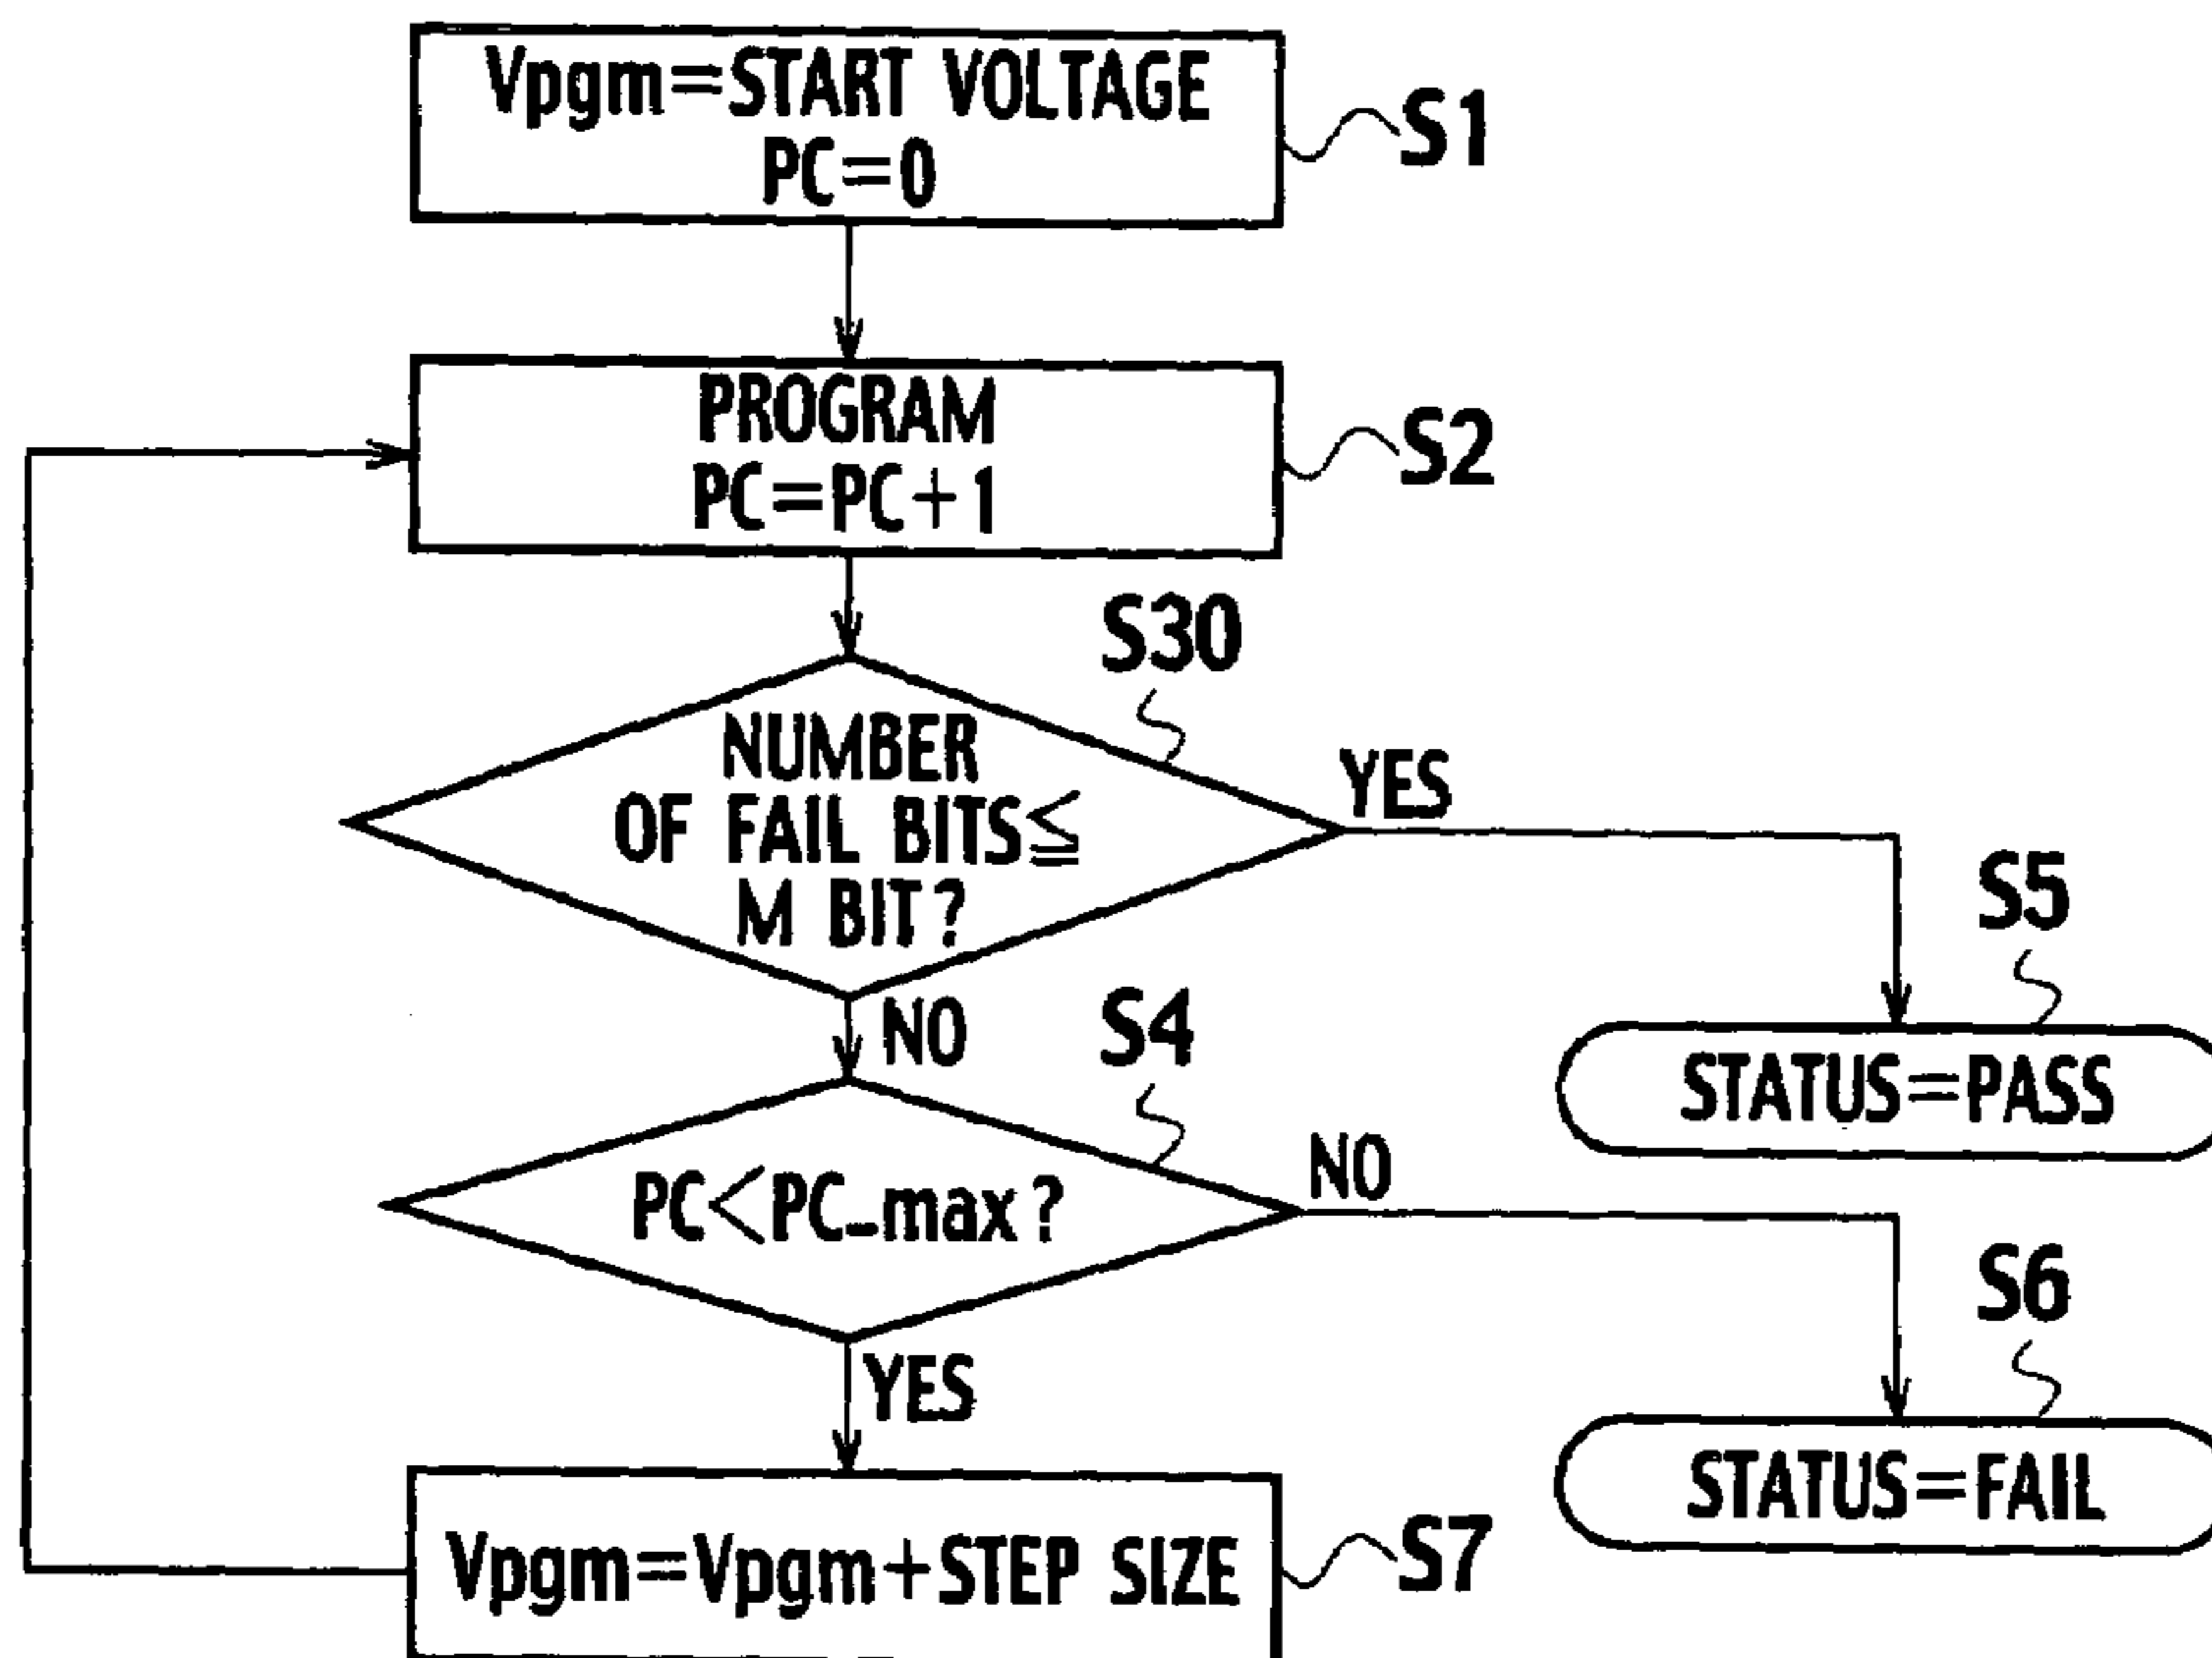 Vpgm=START VOLTAGE
PC=0
S1
PROGRAM
PC=PC+1
S2
S30
NUMBER
OF FAIL BITS≦
M BIT?
YES
S5
STATUS=PASS
NO
S4
PC<PC_max?
NO
S6
STATUS=FAIL
YES
Vpgm=Vpgm+STEP SIZE
S7